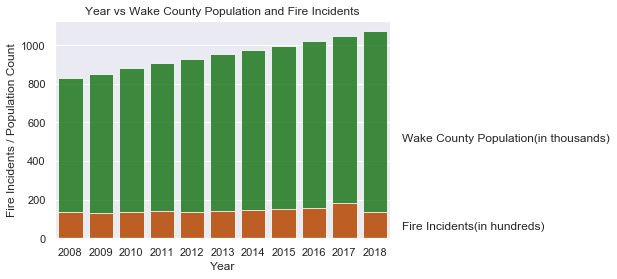 Year vs Wake County Population and Fire Incidents
Fire Incidents / Population Count
1000
800
600
400
200
0
2008 2009 2010 2011 2012 2013 2014 2015 2016 2017 2018
Year
Wake County Population(in thousands)
Fire Incidents(in hundreds)